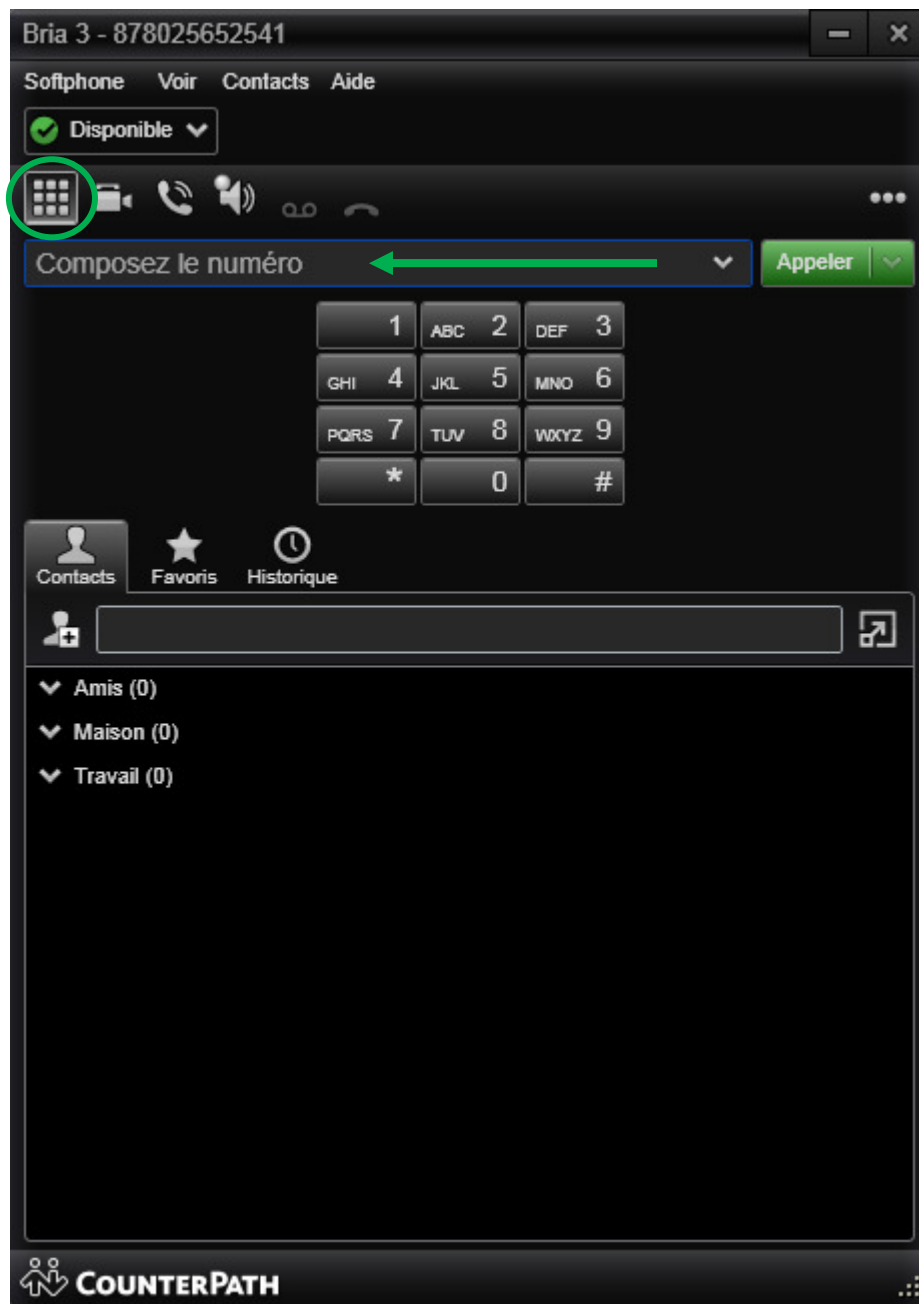 Bria 3 - 878025652541
Softphone Voir Contacts Aide
Disponible
Composez le numéro Appeler
1 ABC 2 DEF 3
GHI 4 JKL 5 MNO 6
PQRS 7 TUV 8 WXYZ 9
* 0 #
Contacts Favoris Historique
Amis (0)
Maison (0)
Travail (0)
COUNTERPATH